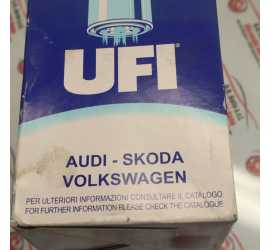 UFI
AUDI - SKODA
VOLKSWAGEN
PER ULTERIORI INFORMAZIONI CONSULTARE IL CATALOGO
FOR FURTHER INFORMATION PLEASE CHECK THE CATALOGUE